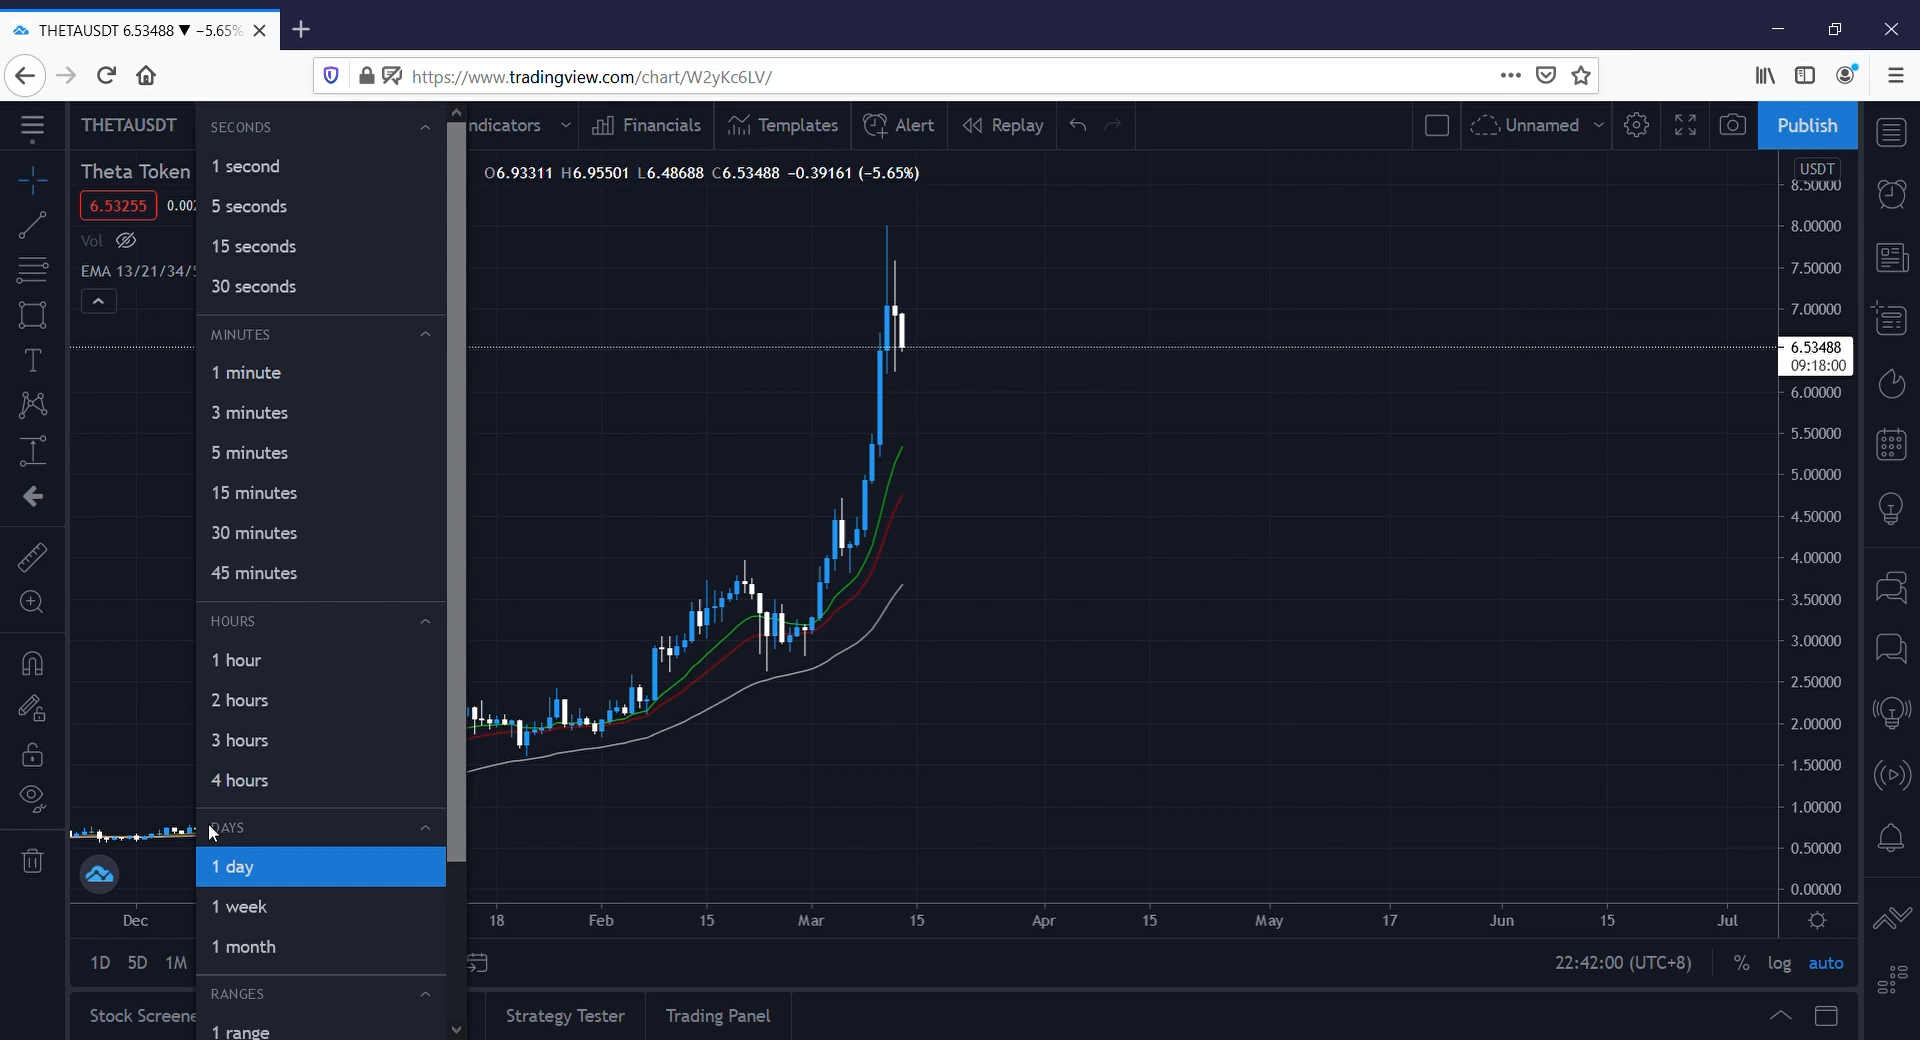 THETAUSDT 6.53488 ▼ −5.65%
https://www.tradingview.com/chart/W2yKc6LV/
THETAUSDT
ndicators
Financials
Templates
Alert
Replay
Unnamed
Publish
Theta Token
O6.93311 H6.95501 L6.48688 C6.53488 −0.39161 (−5.65%)
6.53255
0.002
Vol
EMA 13/21/34/5
SECONDS
1 second
5 seconds
15 seconds
30 seconds
MINUTES
1 minute
3 minutes
5 minutes
15 minutes
30 minutes
45 minutes
HOURS
1 hour
2 hours
3 hours
4 hours
DAYS
1 day
1 week
1 month
RANGES
1 range
USDT
8.50000
8.00000
7.50000
7.00000
6.53488
09:18:00
6.00000
5.50000
5.00000
4.50000
4.00000
3.50000
3.00000
2.50000
2.00000
1.50000
1.00000
0.50000
0.00000
Dec 18 Feb 15 Mar 15 Apr 15 May 17 Jun 15 Jul
1D 5D 1M
22:42:00 (UTC+8) % log auto
Stock Screene
Strategy Tester
Trading Panel